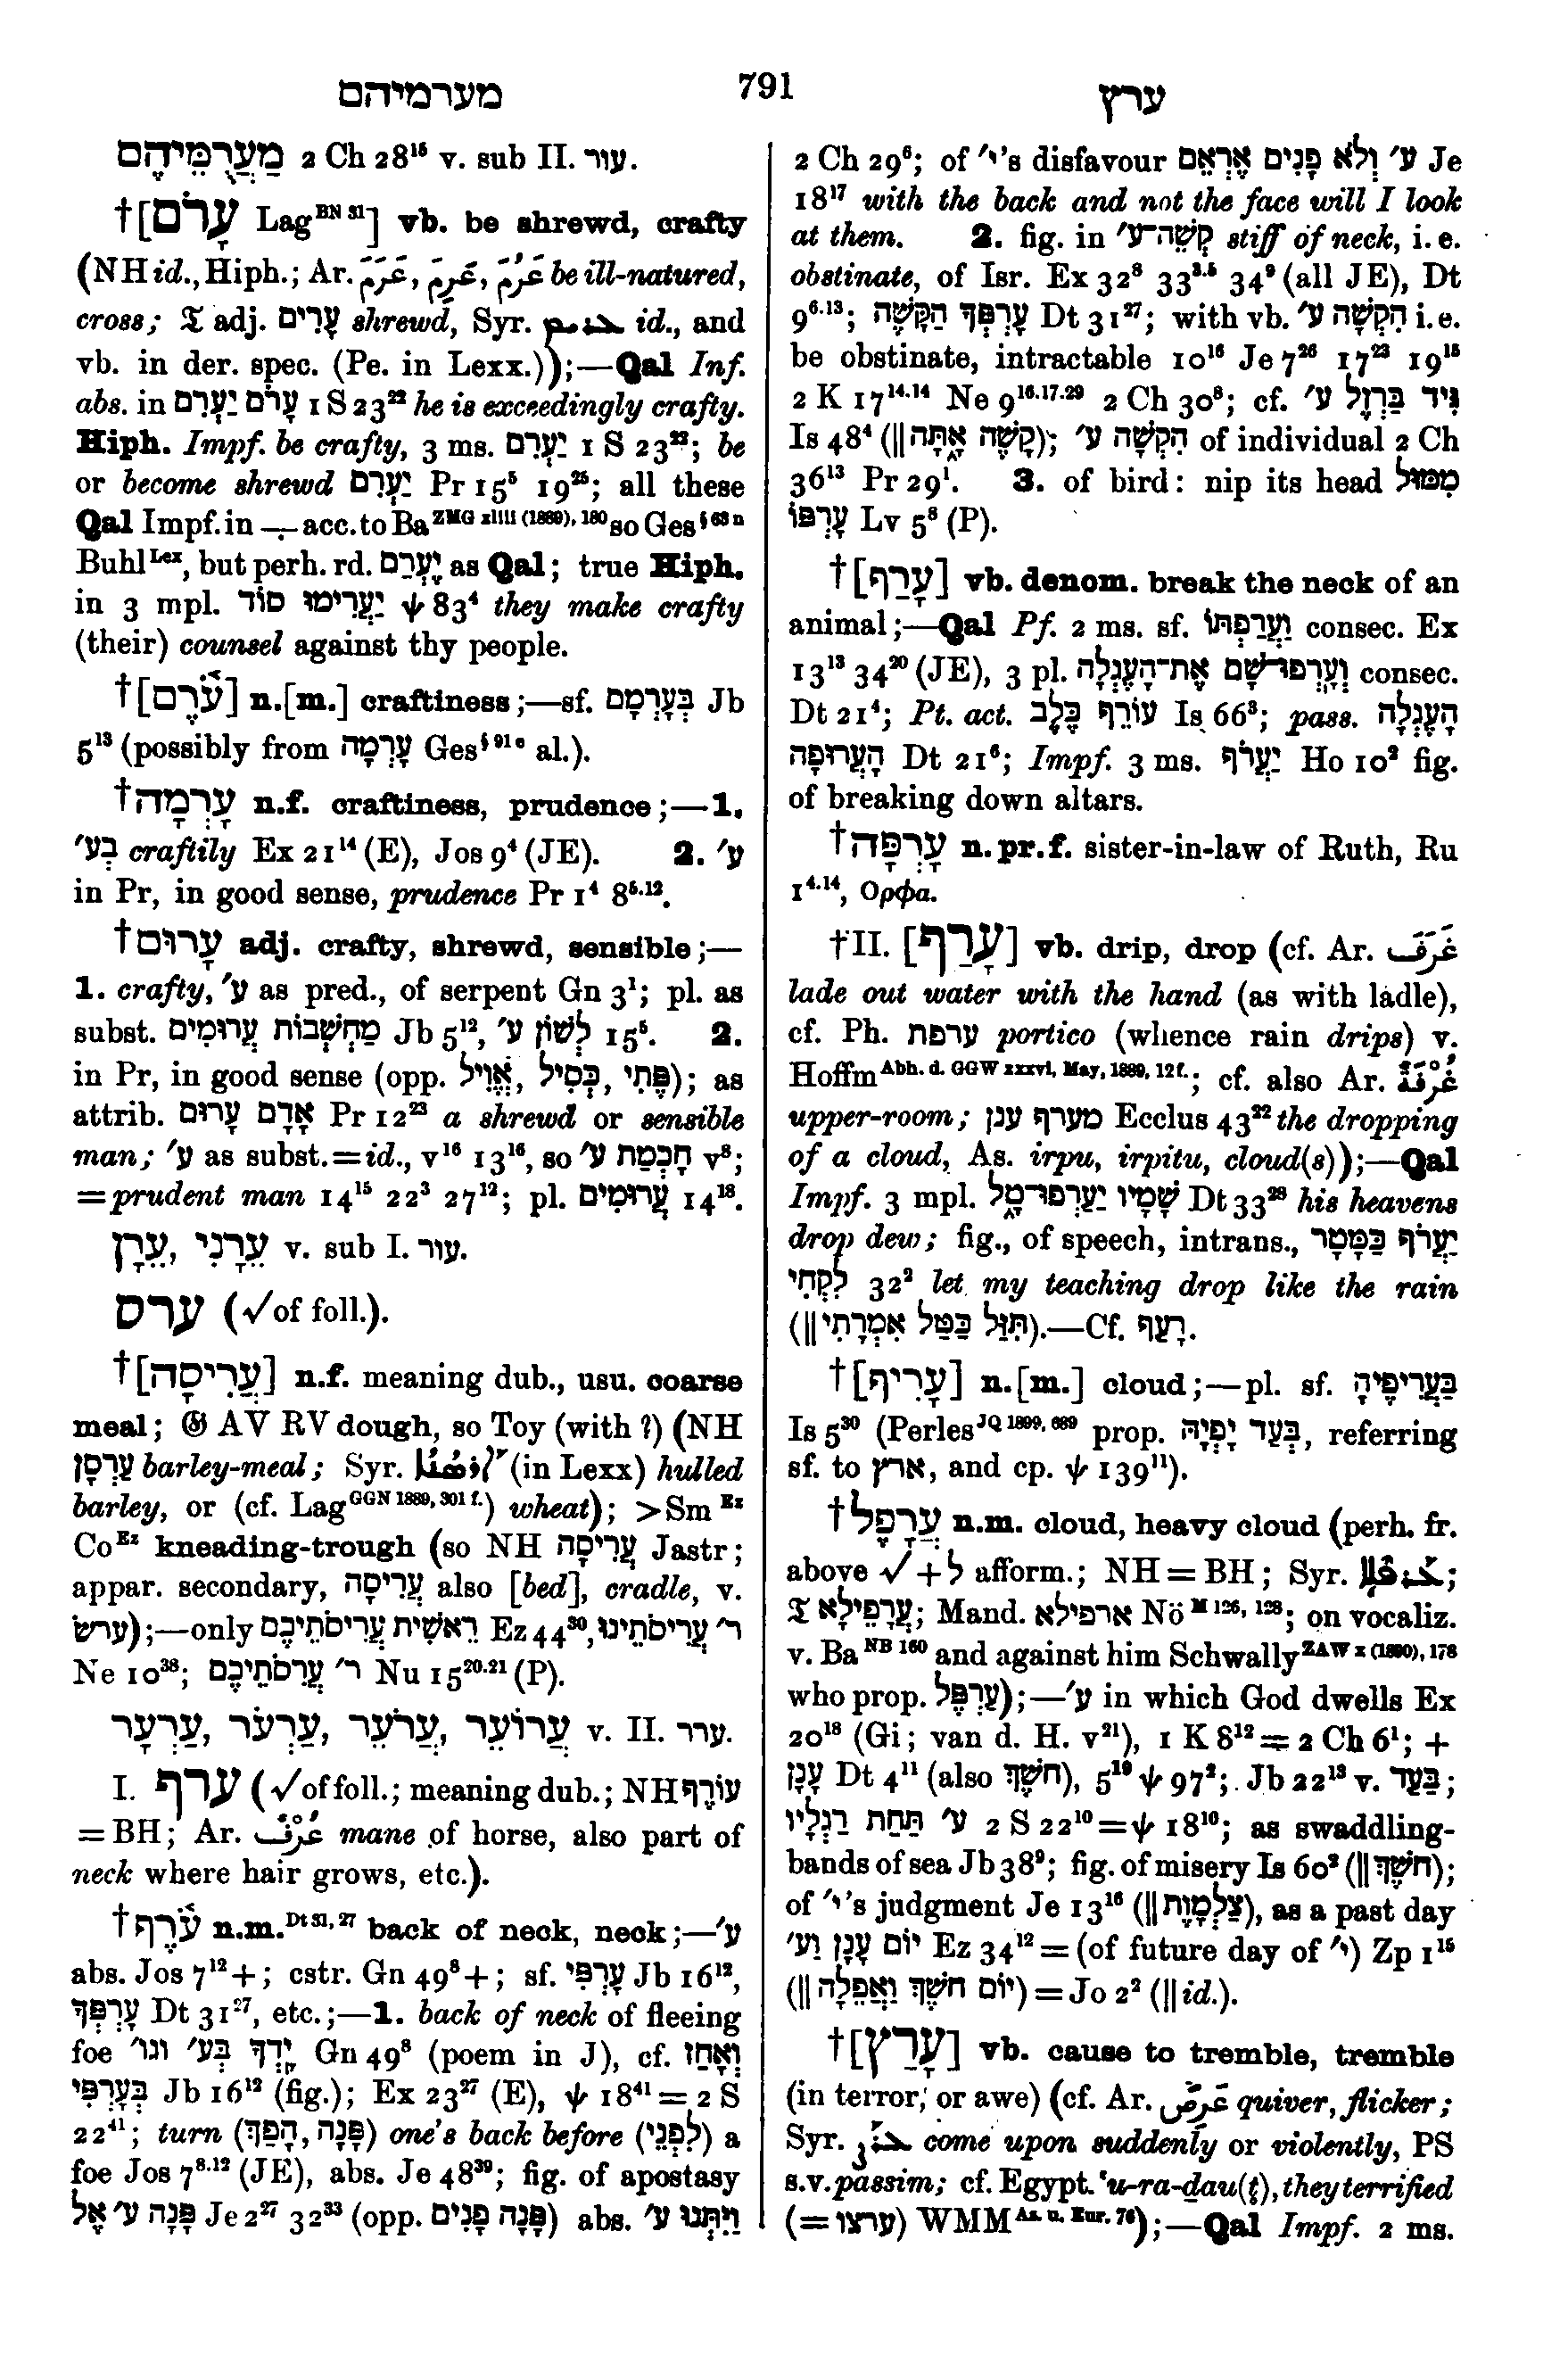 מערמיהם 791 ערץ
מַעֲרֻמֵּיהֶם 2 Ch 28¹⁵ v. sub II. עור.
†[עָרֹם Lag^BN 31] vb. be shrewd, crafty
(NH id., Hiph.; Ar. عَرُمَ, عَرِمَ, عَرَمَ be ill-natured,
cross; 𝔗 adj. עָרִים shrewd, Syr. ܥܪܝܡ id., and
vb. in der. spec. (Pe. in Lexx.));—Qal Inf.
abs. in עָרֹם יַעְרִם 1 S 23²² he is exceedingly crafty.
Hiph. Impf. be crafty, 3 ms. יַעְרִם 1 S 23²²; be
or become shrewd יַעְרִם Pr 15⁵ 19²⁵; all these
Qal Impf. in ־ִ acc. to Ba^ZMG xliii (1889), 180 so Ges^§ 63 n
Buhl^Lex, but perh. rd. יֶעְרַם as Qal; true Hiph.
in 3 mpl. יַעֲרִימוּ סוֹד ψ 83⁴ they make crafty
(their) counsel against thy people.
†[עֹ֫רֶם] n.[m.] craftiness;—sf. בְּעָרְמָם Jb
5¹³ (possibly from עָרְמָה Ges^§ 91 e al.).
†עָרְמָה n.f. craftiness, prudence;—1.
בְּע׳ craftily Ex 21¹⁴ (E), Jos 9⁴ (JE). 2. ע׳
in Pr, in good sense, prudence Pr 1⁴ 8⁵·¹².
†עָרוּם adj. crafty, shrewd, sensible;—
1. crafty, ע׳ as pred., of serpent Gn 3¹; pl. as
subst. מַחְשְׁבוֹת עֲרוּמִים Jb 5¹², לְשׁוֹן ע׳ 15⁵. 2.
in Pr, in good sense (opp. פֶּתִי, כְּסִיל, אֱוִיל); as
attrib. אָדָם עָרוּם Pr 12²³ a shrewd or sensible
man; ע׳ as subst.=id., v¹⁶ 13¹⁶, so חָכְמַת ע׳ v⁸;
=prudent man 14¹⁵ 22³ 27¹²; pl. עֲרוּמִים 14¹⁸.
עֵרָן, עֵרָנִי v. sub I. עור.
ערס (√of foll.).
†[עֲרִיסָה] n.f. meaning dub., usu. coarse
meal; 𝔊 AV RV dough, so Toy (with ?) (NH
עַרְסָן barley-meal; Syr. (in Lexx) hulled
barley, or (cf. Lag^GGN 1889, 301 f.) wheat); >Sm^Ez
Co^Ez kneading-trough (so NH עֲרִיסָה Jastr;
appar. secondary, עֲרִיסָה also [bed], cradle, v.
ערשׂ);—only רֵאשִׁית עֲרִיסֹתֵיכֶם Ez 44³⁰, ר׳ עֲרִיסֹתֵינוּ
Ne 10³⁸; ר׳ עֲרִסֹתֵיכֶם Nu 15²⁰·²¹ (P).
עֲרוֹעֵר, עֲרֹעֵר, עַרְעֹר, עַרְעָר v. II. ערר.
I. ערף (√of foll.; meaning dub.; NH עוֹרֶף
=BH; Ar. عُرْفٌ mane of horse, also part of
neck where hair grows, etc.).
†עֹ֫רֶף n.m.^Dt 31, 27 back of neck, neck;—ע׳
abs. Jos 7¹²+; cstr. Gn 49⁸+; sf. עָרְפִּי Jb 16¹²,
עָרְפְּךָ Dt 31²⁷, etc.;—1. back of neck of fleeing
foe יָדְךָ בְּע׳ וגו׳ Gn 49⁸ (poem in J), cf. וְאָחַז
בְּעָרְפִּי Jb 16¹² (fig.); Ex 23²⁷ (E), ψ 18⁴¹=2 S
22⁴¹; turn (הָפַךְ, פָּנָה) one's back before (לִפְנֵי) a
foe Jos 7⁸·¹² (JE), abs. Je 48³⁹; fig. of apostasy
פָּנָה ע׳ אֶל Je 2²⁷ 32³³ (opp. פָּנָה פָנִים) abs. וַיִּתְּנוּ ע׳
2 Ch 29⁶; of י׳'s disfavour ע׳ וְלֹא פָנִים אֶרְאֵם Je
18¹⁷ with the back and not the face will I look
at them. 2. fig. in קְשֵׁה־ע׳ stiff of neck, i.e.
obstinate, of Isr. Ex 32⁸ 33³·⁵ 34⁹ (all JE), Dt
9⁶·¹³; עָרְפְּךָ הַקָּשֶׁה Dt 31²⁷; with vb. הִקְשָׁה ע׳ i.e.
be obstinate, intractable 10¹⁶ Je 7²⁶ 17²³ 19¹⁵
2 K 17¹⁴·¹⁴ Ne 9¹⁶·¹⁷·²⁹ 2 Ch 30⁸; cf. גִּיד בַּרְזֶל ע׳
Is 48⁴ (‖קָשֶׁה אָ֑תָּה); הִקְשָׁה ע׳ of individual 2 Ch
36¹³ Pr 29¹. 3. of bird: nip its head מִמּוּל
עָרְפּוֹ Lv 5⁸ (P).
†[עָרַף] vb. denom. break the neck of an
animal;—Qal Pf. 2 ms. sf. וַעֲרַפְתּוֹ consec. Ex
13¹³ 34²⁰ (JE), 3 pl. וְעָרְפוּ־שָׁם אֶת־הָעֶגְלָה consec.
Dt 21⁴; Pt. act. עוֹרֵף כֶּלֶב Is 66³; pass. הָעֶגְלָה
הָעֲרוּפָה Dt 21⁶; Impf. 3 ms. יַעֲרֹף Ho 10² fig.
of breaking down altars.
†עָרְפָּה n.pr.f. sister-in-law of Ruth, Ru
1⁴·¹⁴, Ορφα.
†II. [עָרַף] vb. drip, drop (cf. Ar. غَرَفَ
lade out water with the hand (as with ladle),
cf. Ph. ערפת portico (whence rain drips) v.
Hoffm^Abh. d. GGW xxxvi, May, 1889, 12 f.; cf. also Ar. غُرْفَةٌ
upper-room; מערף ענן Ecclus 43²² the dropping
of a cloud, As. irpu, irpitu, cloud(s));—Qal
Impf. 3 mpl. שָׁמָיו יַעַרְפוּ־טָ֑ל Dt 33²⁸ his heavens
drop dew; fig., of speech, intrans., יַעֲרֹף כַּמָּטָר
לִקְחִי 32² let my teaching drop like the rain
(‖תִּזַּל כַּטַּל אִמְרָתִי).—Cf. רָעַף.
†[עָרִיף] n.[m.] cloud;—pl. sf. בַּעֲרִיפֶיהָ
Is 5³⁰ (Perles^JQ 1899, 689 prop. בְּעַד יָפְיָהּ, referring
sf. to ארץ, and cp. ψ 139¹¹).
†עֲרָפֶל n.m. cloud, heavy cloud (perh. fr.
above √+ל afform.; NH=BH; Syr. ܥܪܦܠܐ;
𝔗 עֲרָפֵילָא; Mand. ארפילא Nö^M 126, 128; on vocaliz.
v. Ba^NB 160 and against him Schwally^ZAW x (1890), 178
who prop. עַרְפֶּל);—ע׳ in which God dwells Ex
20¹⁸ (Gi; van d. H. v²¹), 1 K 8¹²=2 Ch 6¹; +
עָנָן Dt 4¹¹ (also חֹשֶׁךְ), 5¹⁹ ψ 97²; Jb 22¹³ v. בְּעַד;
ע׳ תַּחַת רַגְלָיו 2 S 22¹⁰=ψ 18¹⁰; as swaddling-
bands of sea Jb 38⁹; fig. of misery Is 60² (‖חֹשֶׁךְ);
of י׳'s judgment Je 13¹⁶ (‖צַלְמָוֶת), as a past day
יוֹם עָנָן וַע׳ Ez 34¹²=(of future day of י׳) Zp 1¹⁵
(‖יוֹם חֹשֶׁךְ וַאֲפֵלָה)=Jo 2² (‖id.).
†[עָרַץ] vb. cause to tremble, tremble
(in terror, or awe) (cf. Ar. عَرَصَ quiver, flicker;
Syr. ܥܪܨ come upon suddenly or violently, PS
s.v. passim; cf. Egypt. ʿu-ra-ḏau(ṭ), they terrified
(=ערצו) WMM^As. u. Eur. 76);—Qal Impf. 2 ms.